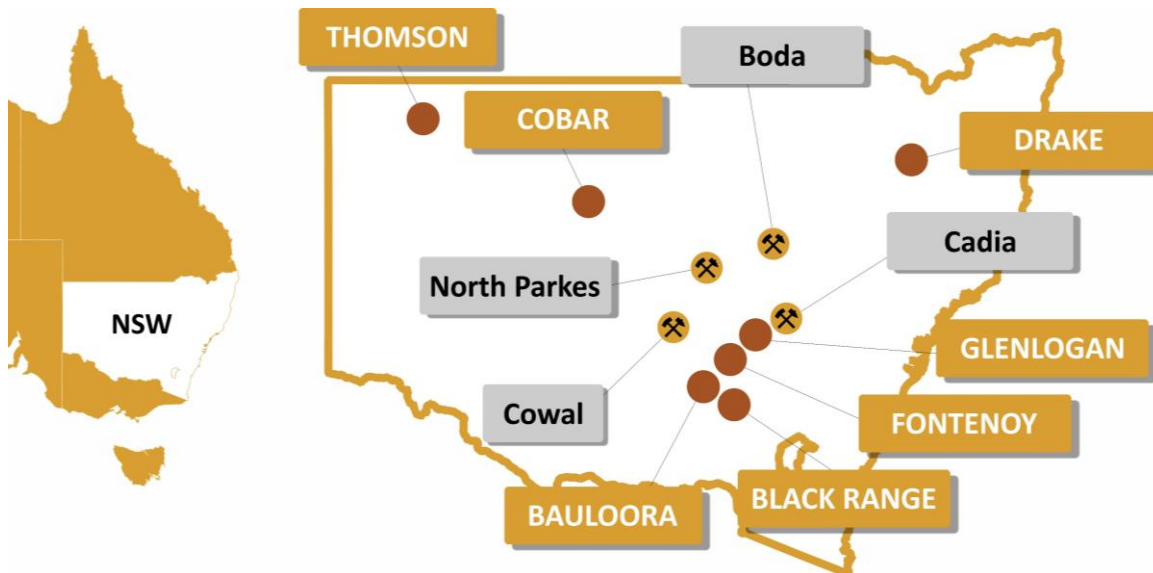 THOMSON
Boda
COBAR
DRAKE
Cadia
North Parkes
NSW
GLENLOGAN
Cowal
FONTENOY
BLACK RANGE
BAULOORA